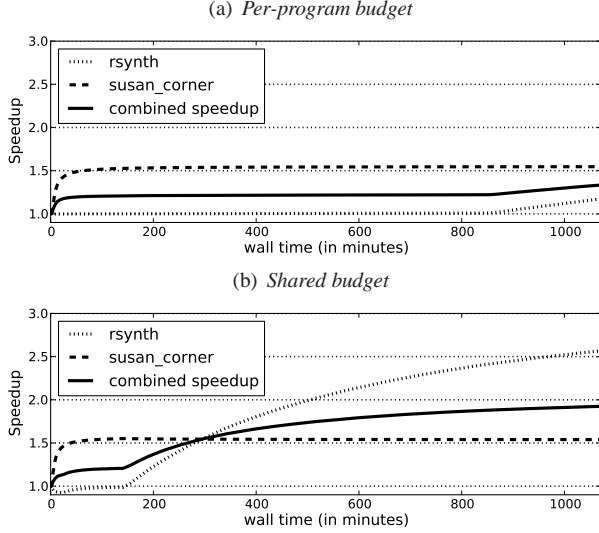 (a) Per-program budget
3.0
rsynth
susan_corner
2.5
combined speedup
2.0
Speedup
1.5
1.0
0 200 400 600 800 1000
wall time (in minutes)
(b) Shared budget
3.0
rsynth
susan_corner
2.5
combined speedup
2.0
Speedup
1.5
1.0
0 200 400 600 800 1000
wall time (in minutes)